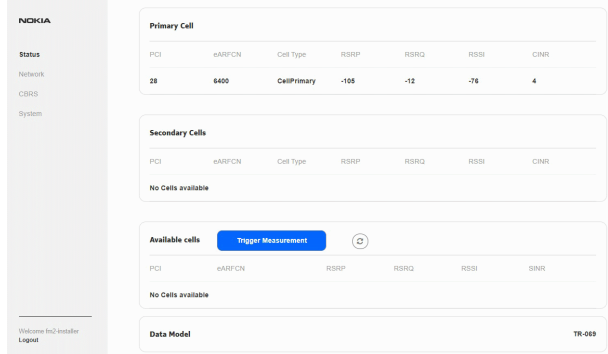 NOKIA
Status
Network
CBRS
System
Welcome fm2-installer
Logout
Primary Cell
PCI eARFCN Cell Type RSRP RSRQ RSSI CINR
28 6400 CellPrimary -105 -12 -76 4
Secondary Cells
PCI eARFCN Cell Type RSRP RSRQ RSSI CINR
No Cells available
Available cells Trigger Measurement
PCI eARFCN RSRP RSRQ RSSI SINR
No Cells available
Data Model TR-069